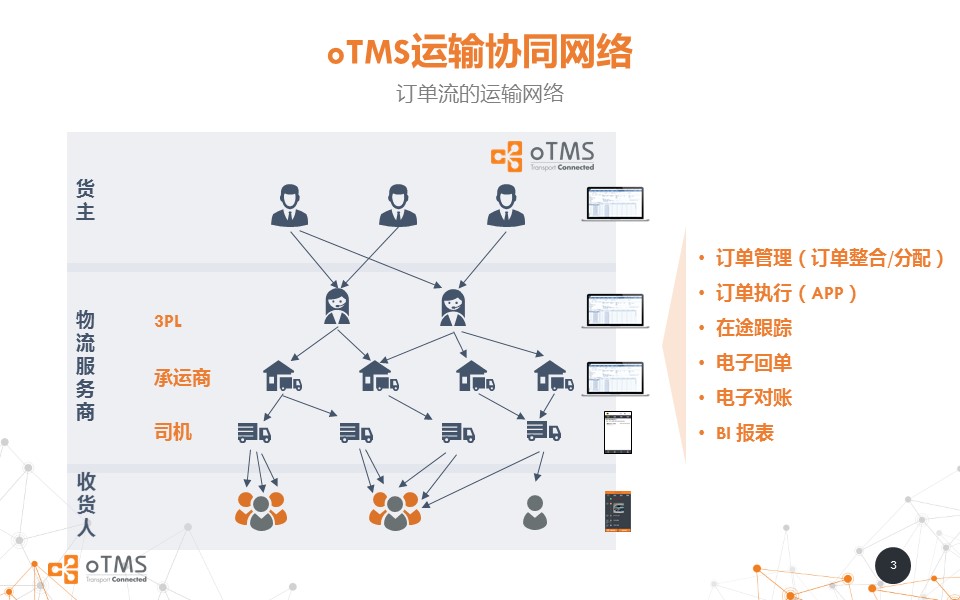 oTMS运输协同网络
订单流的运输网络
oTMS
Transport Connected
货主
物流服务商
3PL
承运商
司机
收货人
• 订单管理（订单整合/分配）
• 订单执行（APP）
• 在途跟踪
• 电子回单
• 电子对账
• BI 报表
oTMS
Transport Connected
3